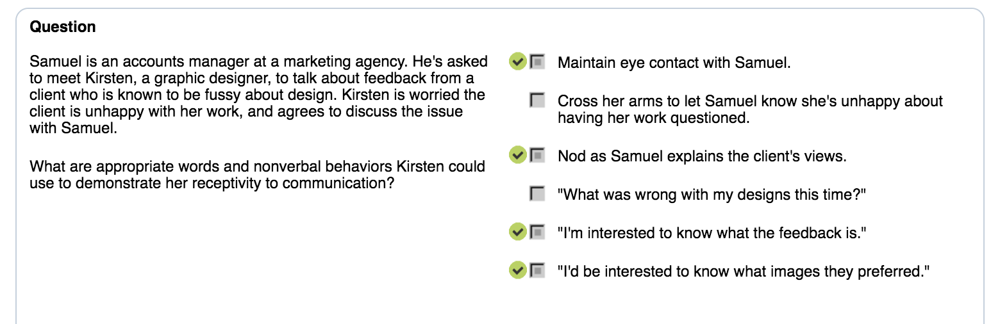 Question
Samuel is an accounts manager at a marketing agency. He's asked
to meet Kirsten, a graphic designer, to talk about feedback from a
client who is known to be fussy about design. Kirsten is worried the
client is unhappy with her work, and agrees to discuss the issue
with Samuel.
What are appropriate words and nonverbal behaviors Kirsten could
use to demonstrate her receptivity to communication?
Maintain eye contact with Samuel.
Cross her arms to let Samuel know she's unhappy about
having her work questioned.
Nod as Samuel explains the client's views.
"What was wrong with my designs this time?"
"I'm interested to know what the feedback is."
"I'd be interested to know what images they preferred."